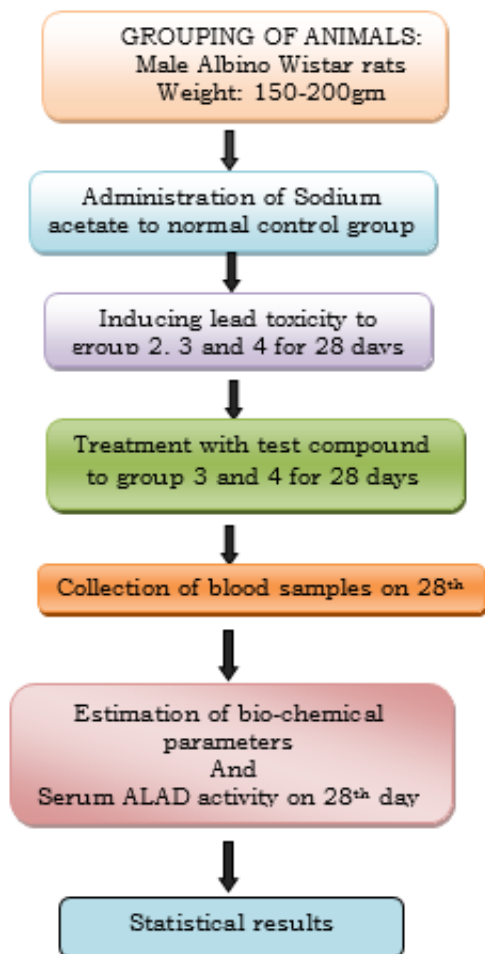 GROUPING OF ANIMALS:
Male Albino Wistar rats
Weight: 150-200gm
Administration of Sodium
acetate to normal control group
Inducing lead toxicity to
group 2, 3 and 4 for 28 days
Treatment with test compound
to group 3 and 4 for 28 days
Collection of blood samples on 28th
Estimation of bio-chemical
parameters
And
Serum ALAD activity on 28th day
Statistical results